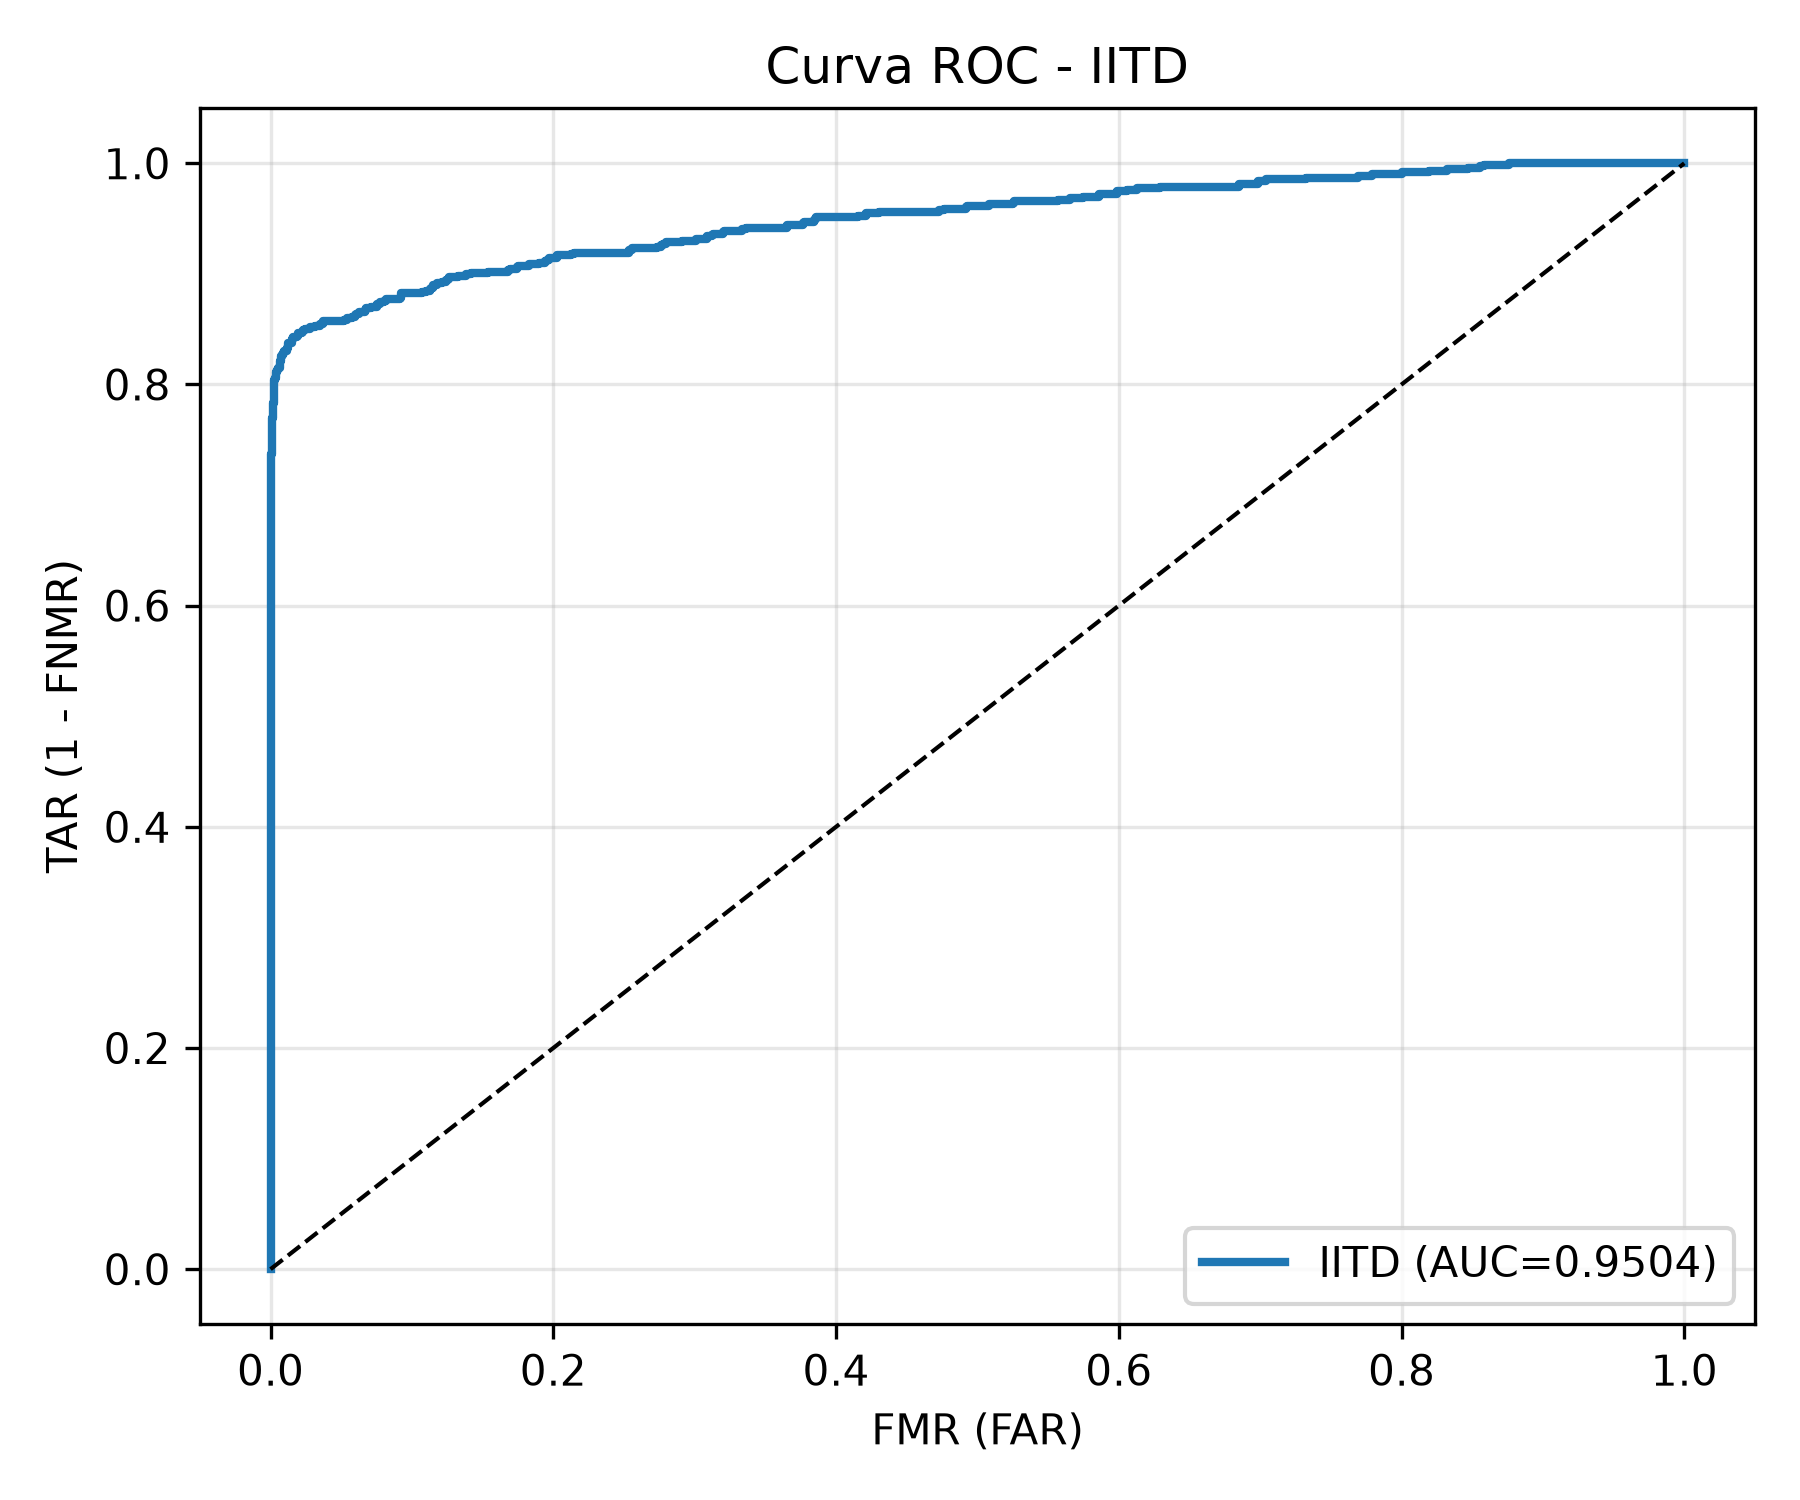 Curva ROC - IITD
TAR (1 - FNMR)
1.0
0.8
0.6
0.4
0.2
0.0
IITD (AUC=0.9504)
0.0 0.2 0.4 0.6 0.8 1.0
FMR (FAR)